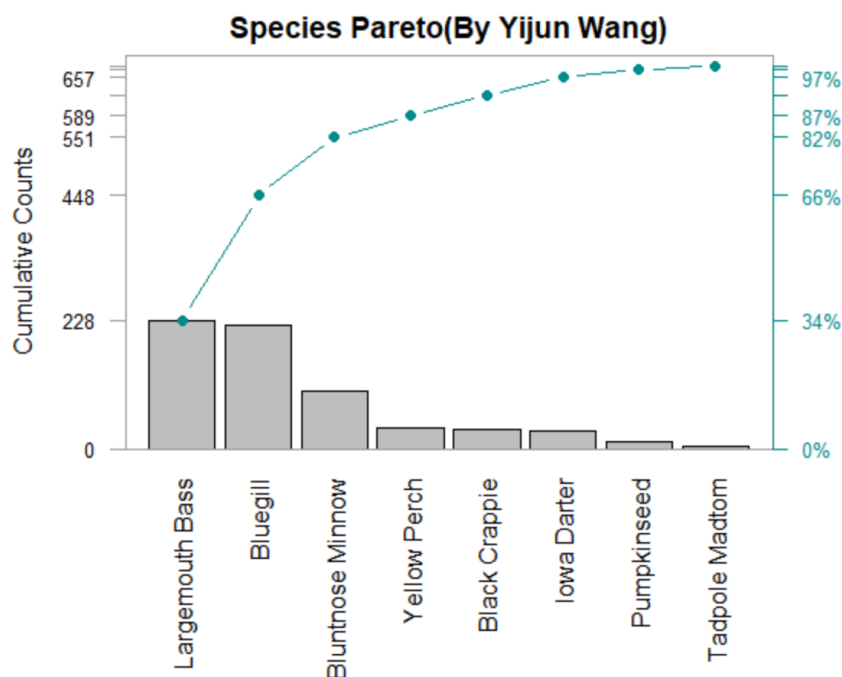 Species Pareto(By Yijun Wang)
Cumulative Counts
657
589
551
448
228
0
97%
87%
82%
66%
34%
0%
Largemouth Bass
Bluegill
Bluntnose Minnow
Yellow Perch
Black Crappie
Iowa Darter
Pumpkinseed
Tadpole Madtom